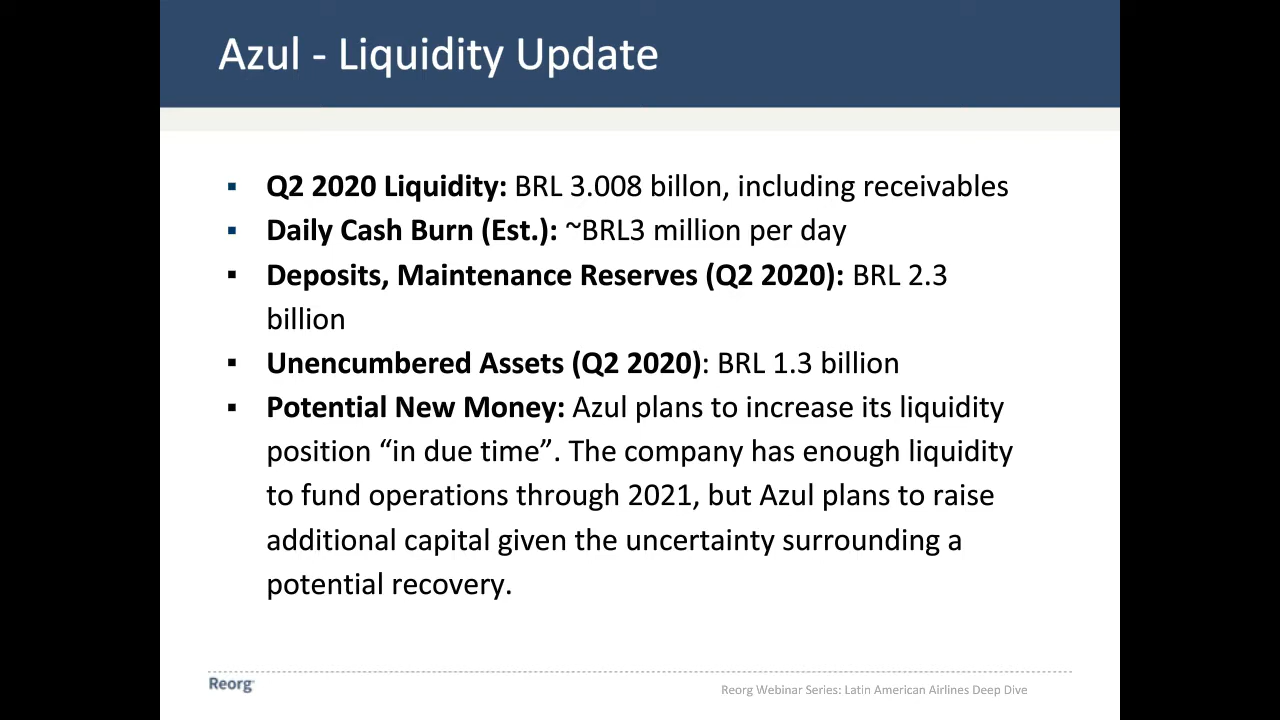 Azul - Liquidity Update
▪ Q2 2020 Liquidity: BRL 3.008 billon, including receivables
▪ Daily Cash Burn (Est.): ~BRL3 million per day
▪ Deposits, Maintenance Reserves (Q2 2020): BRL 2.3
billion
▪ Unencumbered Assets (Q2 2020): BRL 1.3 billion
▪ Potential New Money: Azul plans to increase its liquidity
position “in due time”. The company has enough liquidity
to fund operations through 2021, but Azul plans to raise
additional capital given the uncertainty surrounding a
potential recovery.
Reorg
Reorg Webinar Series: Latin American Airlines Deep Dive